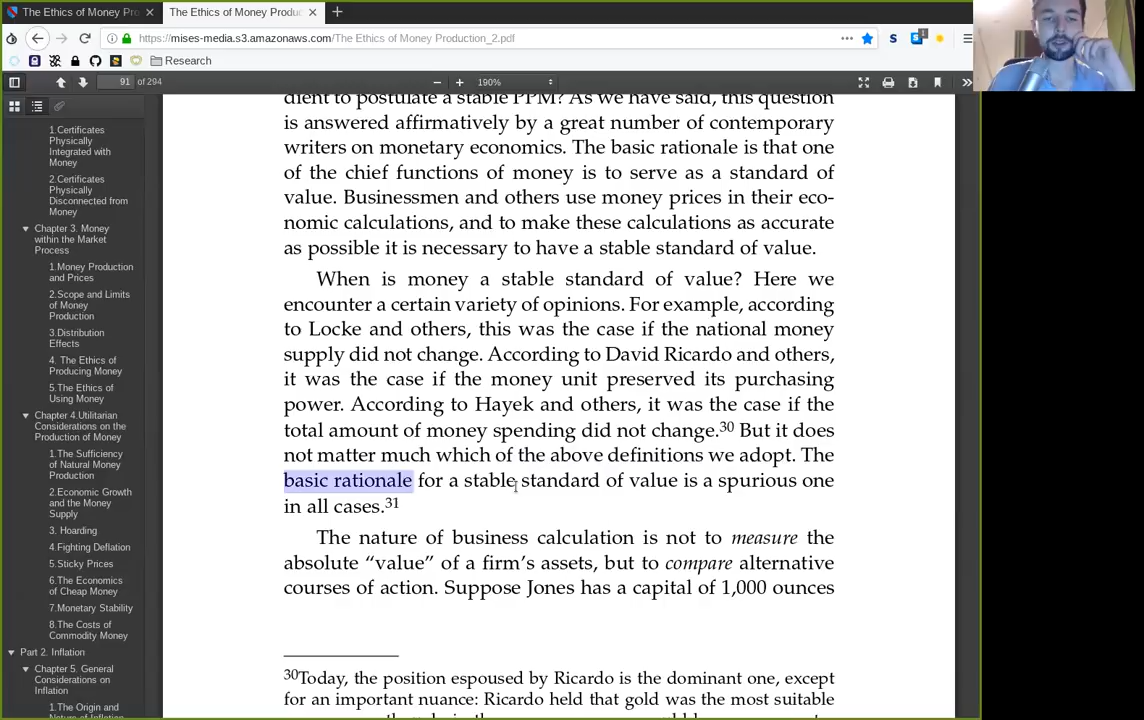 The Ethics of Money Prod
The Ethics of Money Produ
https://mises-media.s3.amazonaws.com/The Ethics of Money Production_2.pdf
S
S
1
Research
91 of 294
190%
1.Certificates
Physically
Integrated with
Money
2.Certificates
Physically
Disconnected from
Money
Chapter 3. Money
within the Market
Process
1.Money Production
and Prices
2.Scope and Limits
of Money
Production
3.Distribution
Effects
4. The Ethics of
Producing Money
5.The Ethics of
Using Money
Chapter 4.Utilitarian
Considerations on the
Production of Money
1.The Sufficiency
of Natural Money
Production
2.Economic Growth
and the Money
Supply
3. Hoarding
4.Fighting Deflation
5.Sticky Prices
6.The Economics
of Cheap Money
7.Monetary Stability
8.The Costs of
Commodity Money
Part 2. Inflation
Chapter 5. General
Considerations on
Inflation
1.The Origin and
Nature of Inflation
dient to postulate a stable PPM? As we have said, this question
is answered affirmatively by a great number of contemporary
writers on monetary economics. The basic rationale is that one
of the chief functions of money is to serve as a standard of
value. Businessmen and others use money prices in their eco-
nomic calculations, and to make these calculations as accurate
as possible it is necessary to have a stable standard of value.
When is money a stable standard of value? Here we
encounter a certain variety of opinions. For example, according
to Locke and others, this was the case if the national money
supply did not change. According to David Ricardo and others,
it was the case if the money unit preserved its purchasing
power. According to Hayek and others, it was the case if the
total amount of money spending did not change.30 But it does
not matter much which of the above definitions we adopt. The
basic rationale for a stable standard of value is a spurious one
in all cases.31
The nature of business calculation is not to measure the
absolute “value” of a firm’s assets, but to compare alternative
courses of action. Suppose Jones has a capital of 1,000 ounces
30Today, the position espoused by Ricardo is the dominant one, except
for an important nuance: Ricardo held that gold was the most suitable